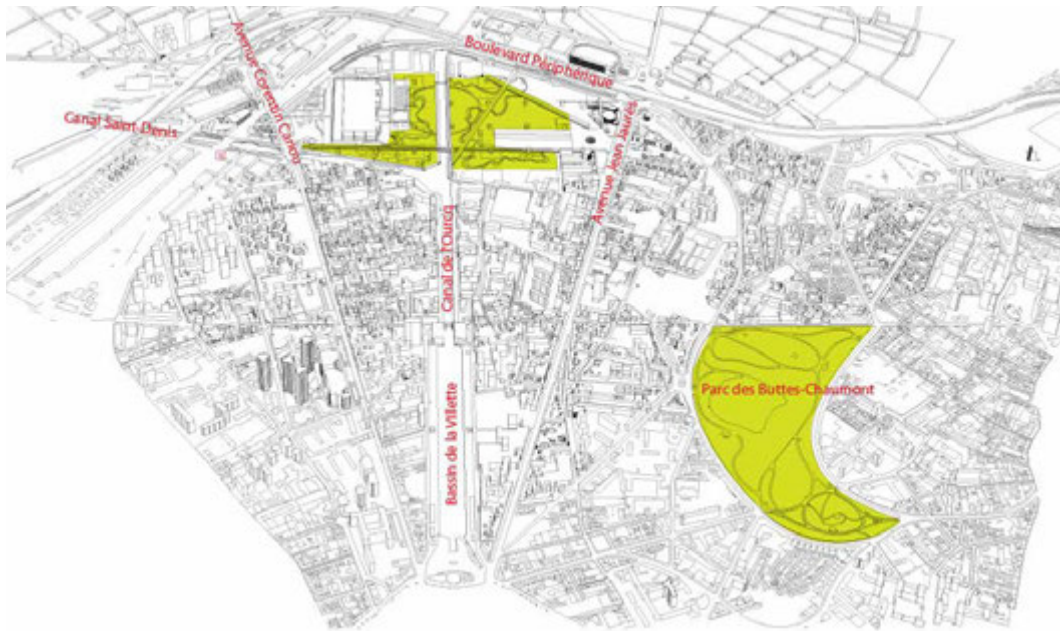 Avenue Corentin Cariou
Boulevard Périphérique
Canal Saint-Denis
Avenue Jean Jaurès
Canal de l'Ourcq
Parc des Buttes-Chaumont
Bassin de la Villette